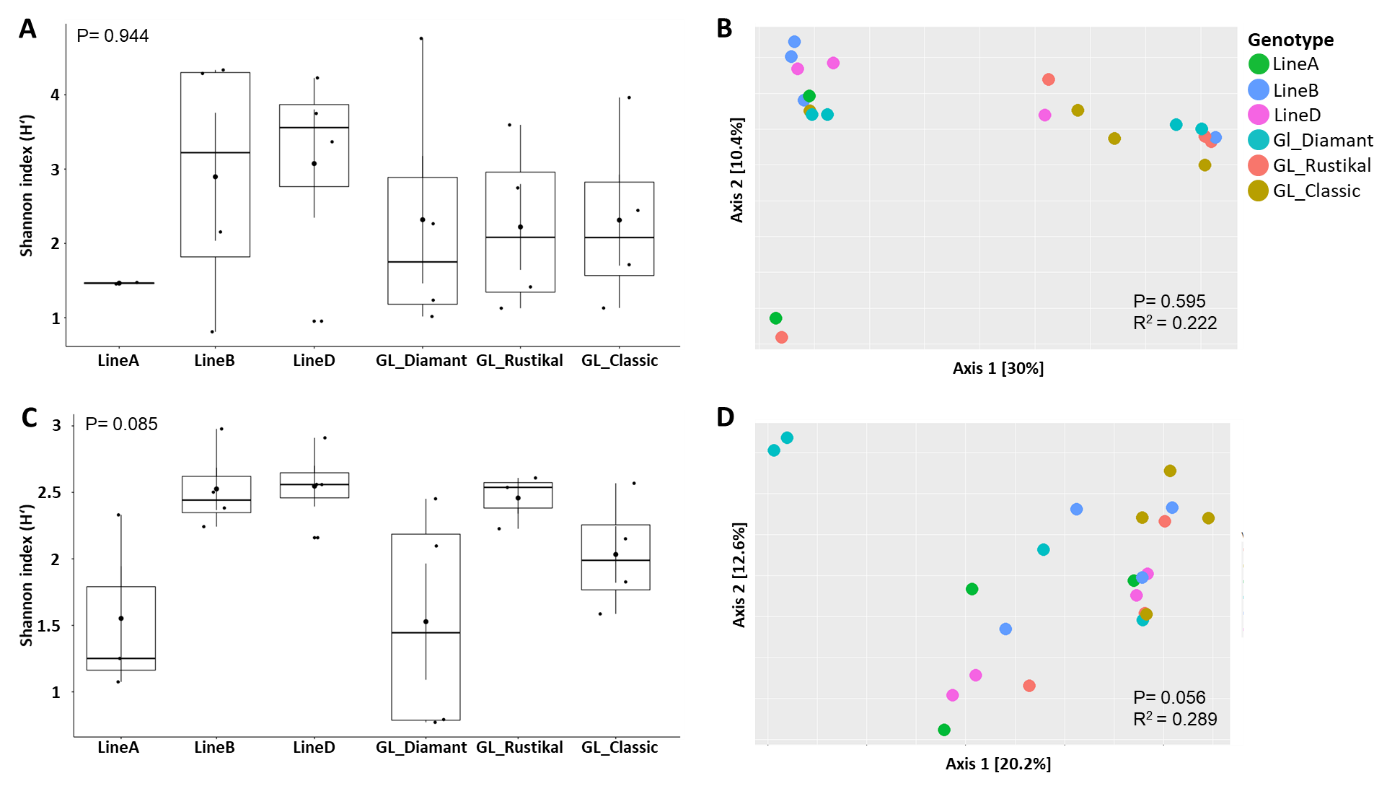 A
P= 0.944
Shannon index (H′)
4
3
2
1
LineA LineB LineD GL_Diamant GL_Rustikal GL_Classic
B
Axis 2 [10.4%]
P= 0.595
R² = 0.222
Axis 1 [30%]
Genotype
LineA
LineB
LineD
Gl_Diamant
GL_Rustikal
GL_Classic
C
P= 0.085
Shannon index (H′)
3
2.5
2
1.5
1
LineA LineB LineD GL_Diamant GL_Rustikal GL_Classic
D
Axis 2 [12.6%]
P= 0.056
R² = 0.289
Axis 1 [20.2%]